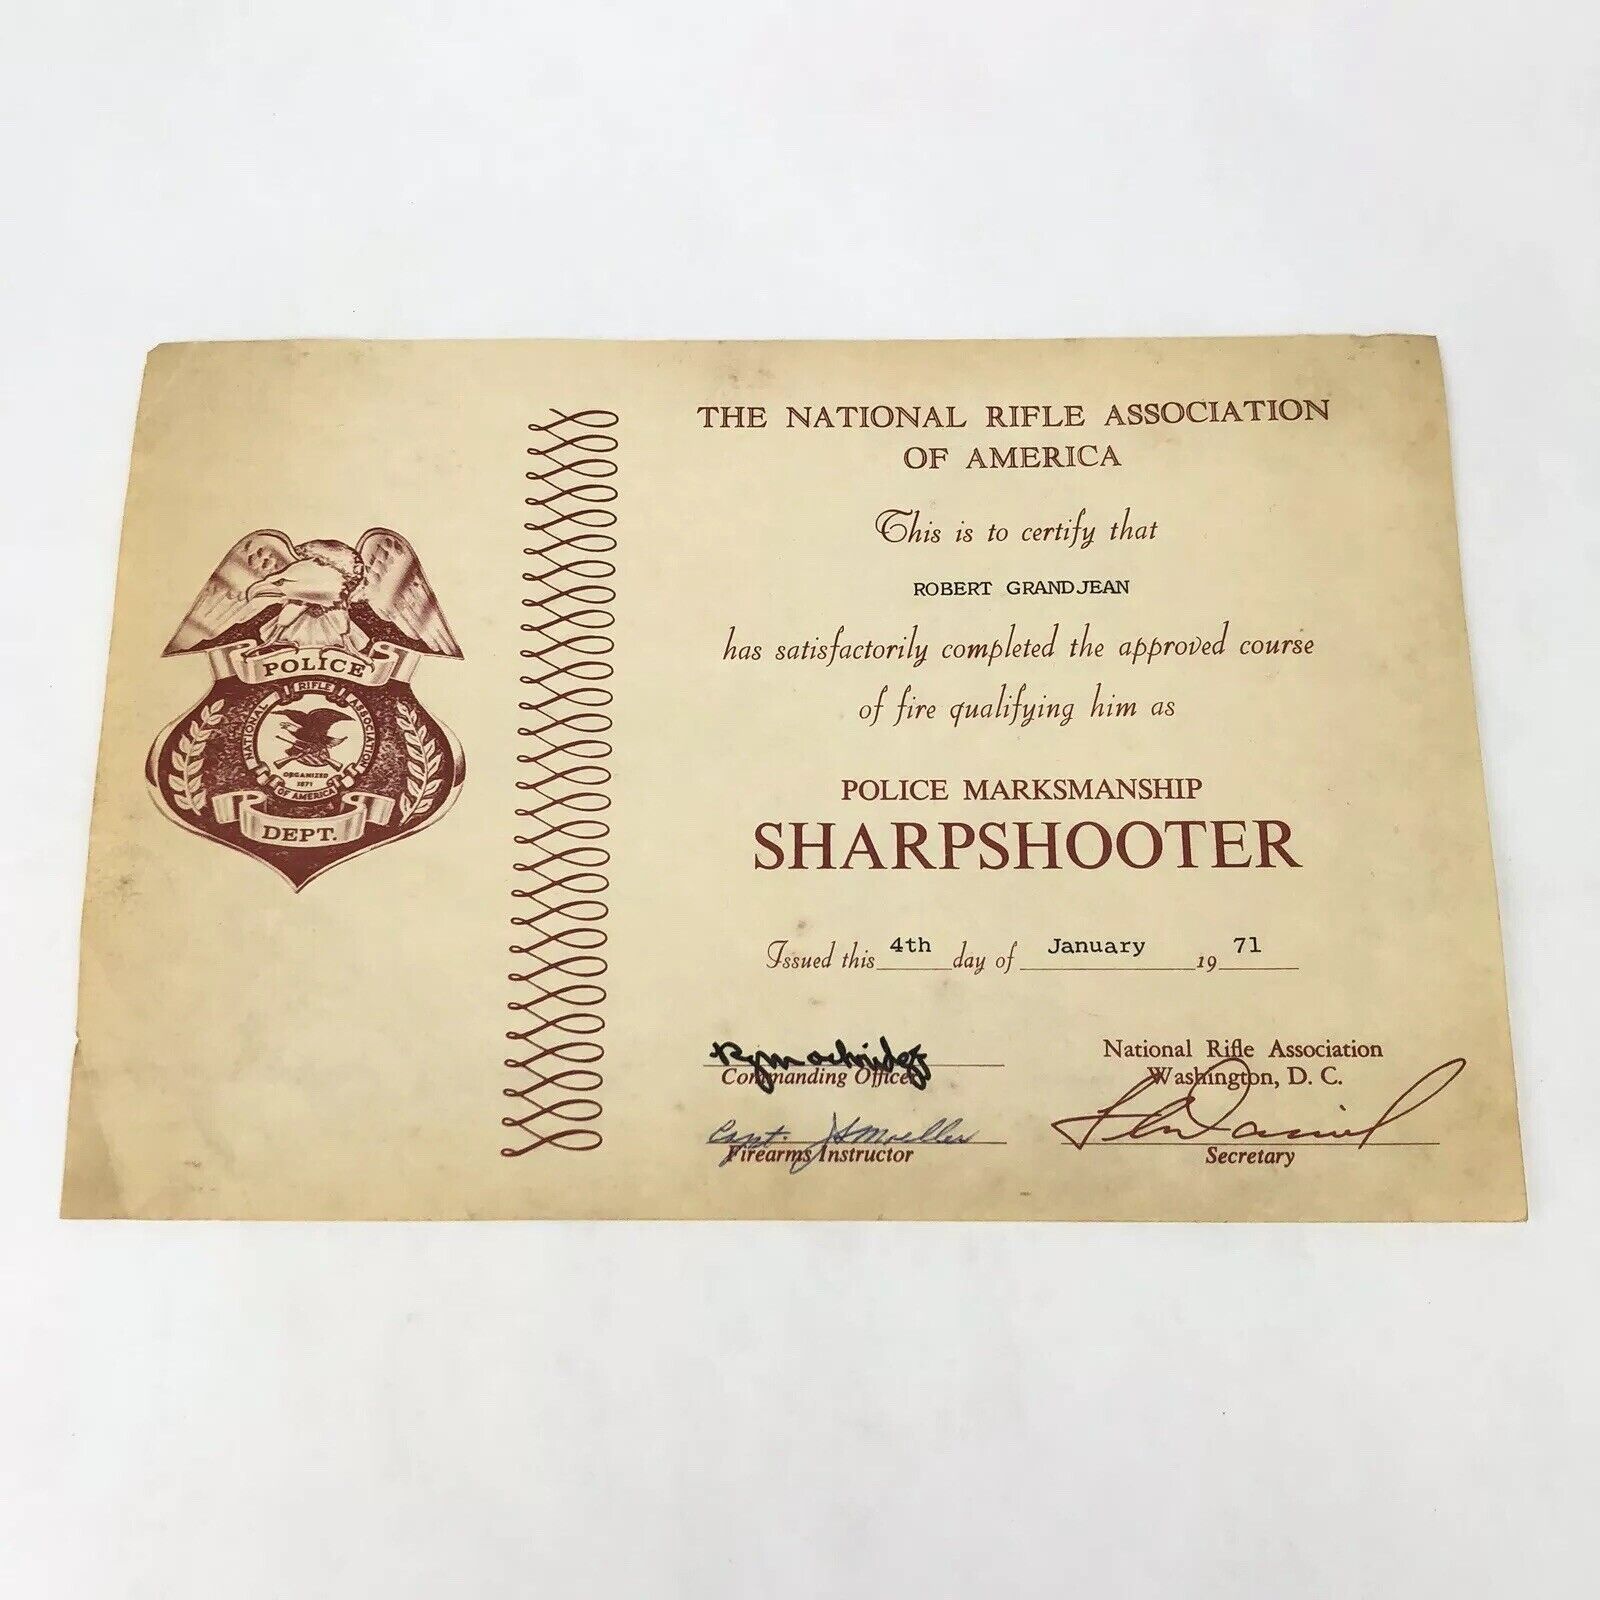 THE NATIONAL RIFLE ASSOCIATION
OF AMERICA
This is to certify that
ROBERT GRANDJEAN
has satisfactorily completed the approved course
of fire qualifying him as
POLICE MARKSMANSHIP
SHARPSHOOTER
Issued this 4th day of January 19 71
Commanding Officer
Capt. J Moeller
Firearms Instructor
National Rifle Association
Washington, D. C.
Secretary
POLICE
NATIONAL RIFLE ASSOCIATION
ORGANIZED
1871
OF AMERICA
DEPT.